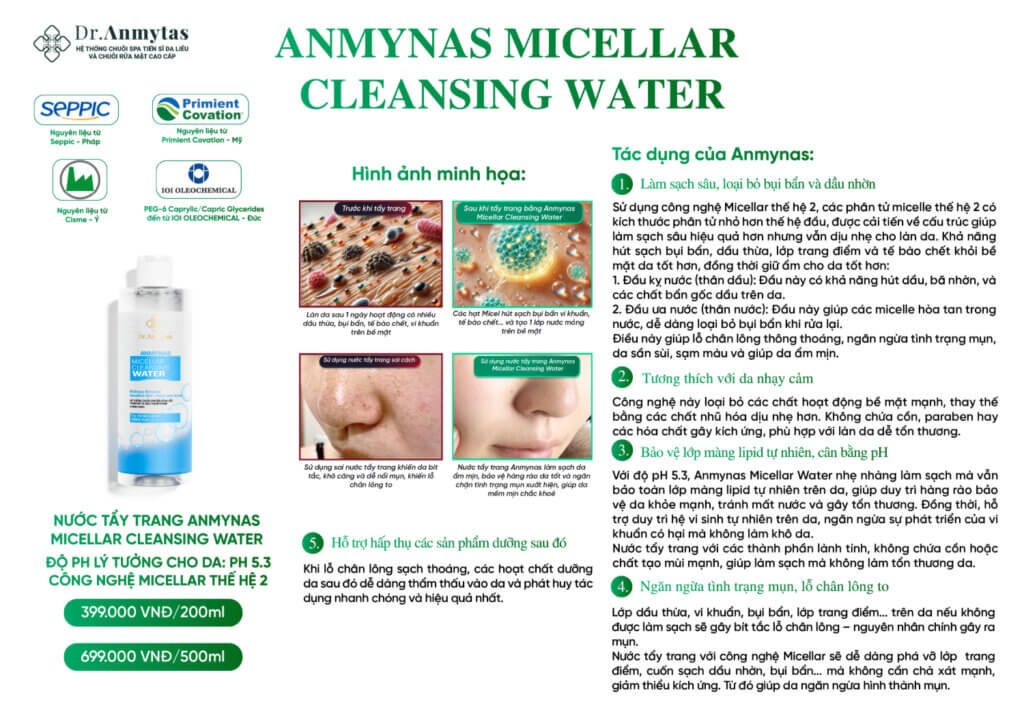 Dr.Anmytas
HỆ THỐNG CHUỖI SPA TIẾN SĨ DA LIỄU
VÀ CHUỖI RỬA MẶT CAO CẤP
ANMYNAS MICELLAR
CLEANSING WATER
SEPPIC
Nguyên liệu từ
Seppic - Pháp
Primient
Covation
Nguyên liệu từ
Primient Covation - Mỹ
Nguyên liệu từ
Cisme - Ý
IOI OLEOCHEMICAL
PEG-6 Caprylic/Capric Glycerides
đến từ IOI OLEOCHEMICAL - Đức
Dr.Anmytas
ANMYNAS
MICELLAR
CLEANSING
WATER
NƯỚC TẨY TRANG ANMYNAS
MICELLAR CLEANSING WATER
ĐỘ PH LÝ TƯỞNG CHO DA: PH 5.3
CÔNG NGHỆ MICELLAR THẾ HỆ 2
399.000 VNĐ/200ml
699.000 VNĐ/500ml
Hình ảnh minh họa:
Trước khi tẩy trang
Làn da sau 1 ngày hoạt động có nhiều
dầu thừa, bụi bẩn, tế bào chết, vi khuẩn
trên bề mặt
Sau khi tẩy trang bằng Anmynas
Micellar Cleansing Water
Các hạt Micel hút sạch bụi bẩn vi khuẩn,
tế bào chết... và tạo 1 lớp nước mỏng
trên bề mặt
Sử dụng nước tẩy trang sai cách
Sử dụng sai nước tẩy trang khiến da bít
tắc, khô căng và dễ nổi mụn, khiến lỗ
chân lông to
Sử dụng nước tẩy trang Anmynas
Micellar Cleansing Water
Nước tẩy trang Anmynas làm sạch da
ẩm mịn, bảo vệ hàng rào da tốt và ngăn
chặn tình trạng mụn xuất hiện, giúp da
mềm mịn chắc khoẻ
5. Hỗ trợ hấp thụ các sản phẩm dưỡng sau đó
Khi lỗ chân lông sạch thoáng, các hoạt chất dưỡng
da sau đó dễ dàng thẩm thấu vào da và phát huy tác
dụng nhanh chóng và hiệu quả nhất.
Tác dụng của Anmynas:
1. Làm sạch sâu, loại bỏ bụi bẩn và dầu nhờn
Sử dụng công nghệ Micellar thế hệ 2, các phân tử micelle thế hệ 2 có
kích thước phân tử nhỏ hơn thế hệ đầu, được cải tiến về cấu trúc giúp
làm sạch sâu hiệu quả hơn nhưng vẫn dịu nhẹ cho làn da. Khả năng
hút sạch bụi bẩn, dầu thừa, lớp trang điểm và tế bào chết khỏi bề
mặt da tốt hơn, đồng thời giữ ẩm cho da tốt hơn:
1. Đầu kỵ nước (thân dầu): Đầu này có khả năng hút dầu, bã nhờn, và
các chất bẩn gốc dầu trên da.
2. Đầu ưa nước (thân nước): Đầu này giúp các micelle hòa tan trong
nước, dễ dàng loại bỏ bụi bẩn khi rửa lại.
Điều này giúp lỗ chân lông thông thoáng, ngăn ngừa tình trạng mụn,
da sần sùi, sạm màu và giúp da ẩm mịn.
2. Tương thích với da nhạy cảm
Công nghệ này loại bỏ các chất hoạt động bề mặt mạnh, thay thế
bằng các chất nhũ hóa dịu nhẹ hơn. Không chứa cồn, paraben hay
các hóa chất gây kích ứng, phù hợp với làn da dễ tổn thương.
3. Bảo vệ lớp màng lipid tự nhiên, cân bằng pH
Với độ pH 5.3, Anmynas Micellar Water nhẹ nhàng làm sạch mà vẫn
bảo toàn lớp màng lipid tự nhiên trên da, giúp duy trì hàng rào bảo
vệ da khỏe mạnh, tránh mất nước và gây tổn thương. Đồng thời, hỗ
trợ duy trì hệ vi sinh tự nhiên trên da, ngăn ngừa sự phát triển của vi
khuẩn có hại mà không làm khô da.
Nước tẩy trang với các thành phần lành tính, không chứa cồn hoặc
chất tạo mùi mạnh, giúp làm sạch mà không làm tổn thương da.
4. Ngăn ngừa tình trạng mụn, lỗ chân lông to
Lớp dầu thừa, vi khuẩn, bụi bẩn, lớp trang điểm... trên da nếu không
được làm sạch sẽ gây bít tắc lỗ chân lông – nguyên nhân chính gây ra
mụn.
Nước tẩy trang với công nghệ Micellar sẽ dễ dàng phá vỡ lớp trang
điểm, cuốn sạch dầu nhờn, bụi bẩn... mà không cần chà xát mạnh,
giảm thiểu kích ứng. Từ đó giúp da ngăn ngừa hình thành mụn.